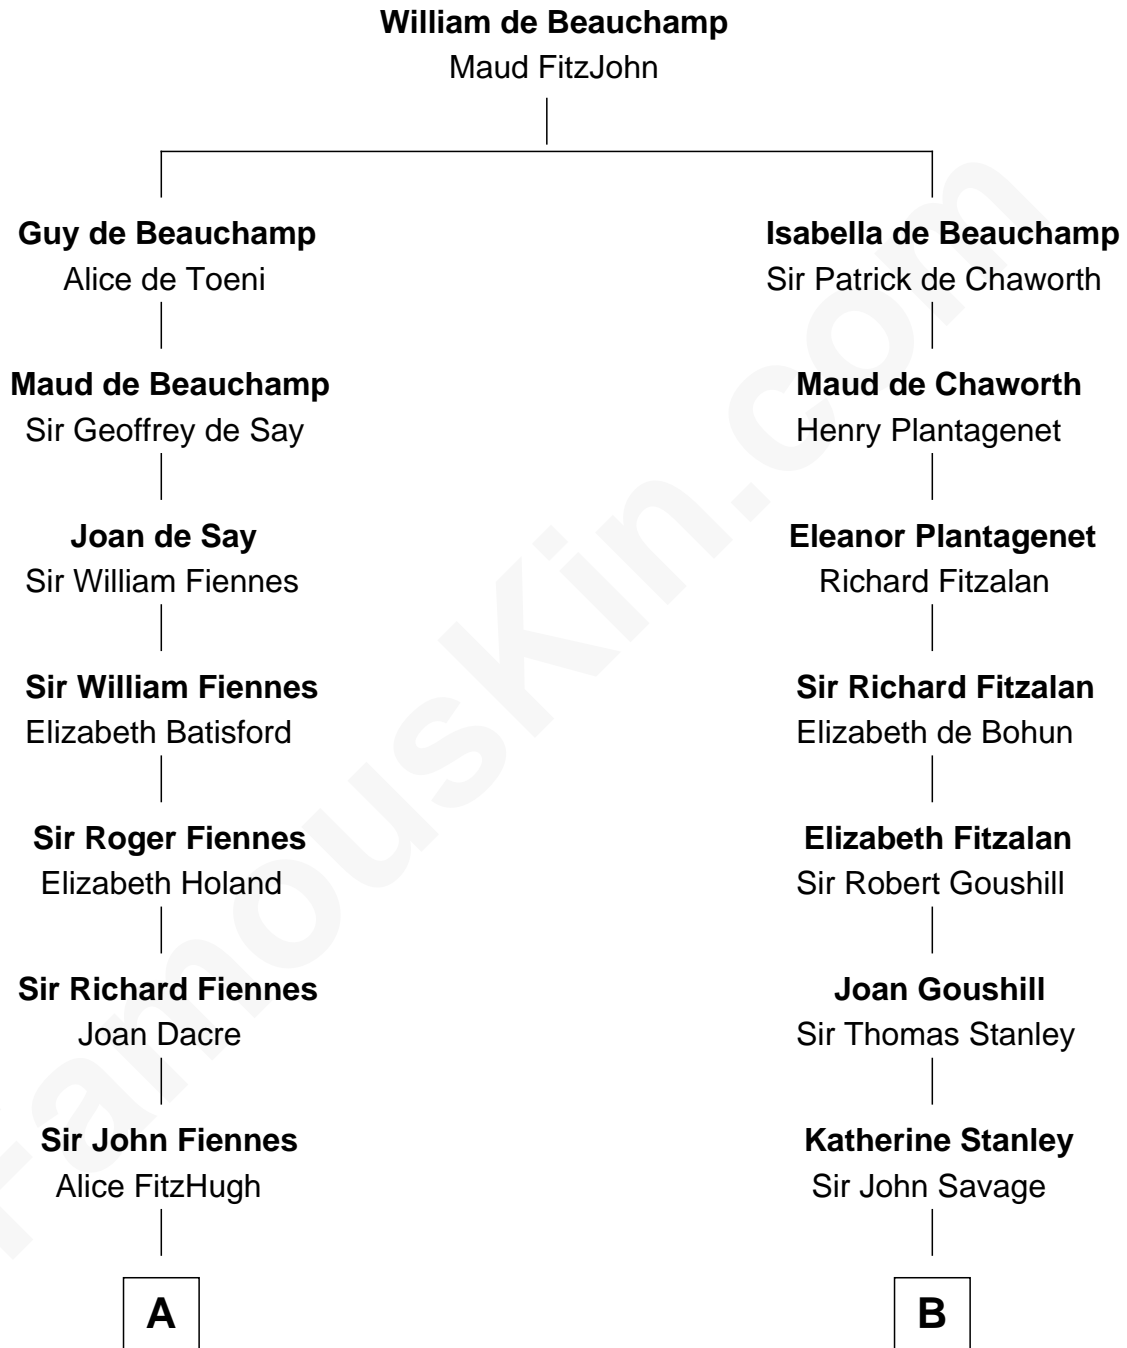 William de Beauchamp
Maud FitzJohn
Guy de Beauchamp
Alice de Toeni
Isabella de Beauchamp
Sir Patrick de Chaworth
Maud de Beauchamp
Sir Geoffrey de Say
Maud de Chaworth
Henry Plantagenet
Joan de Say
Sir William Fiennes
Eleanor Plantagenet
Richard Fitzalan
Sir William Fiennes
Elizabeth Batisford
Sir Richard Fitzalan
Elizabeth de Bohun
Sir Roger Fiennes
Elizabeth Holand
Elizabeth Fitzalan
Sir Robert Goushill
Sir Richard Fiennes
Joan Dacre
Joan Goushill
Sir Thomas Stanley
Sir John Fiennes
Alice FitzHugh
Katherine Stanley
Sir John Savage
A
B
FamousKin.com